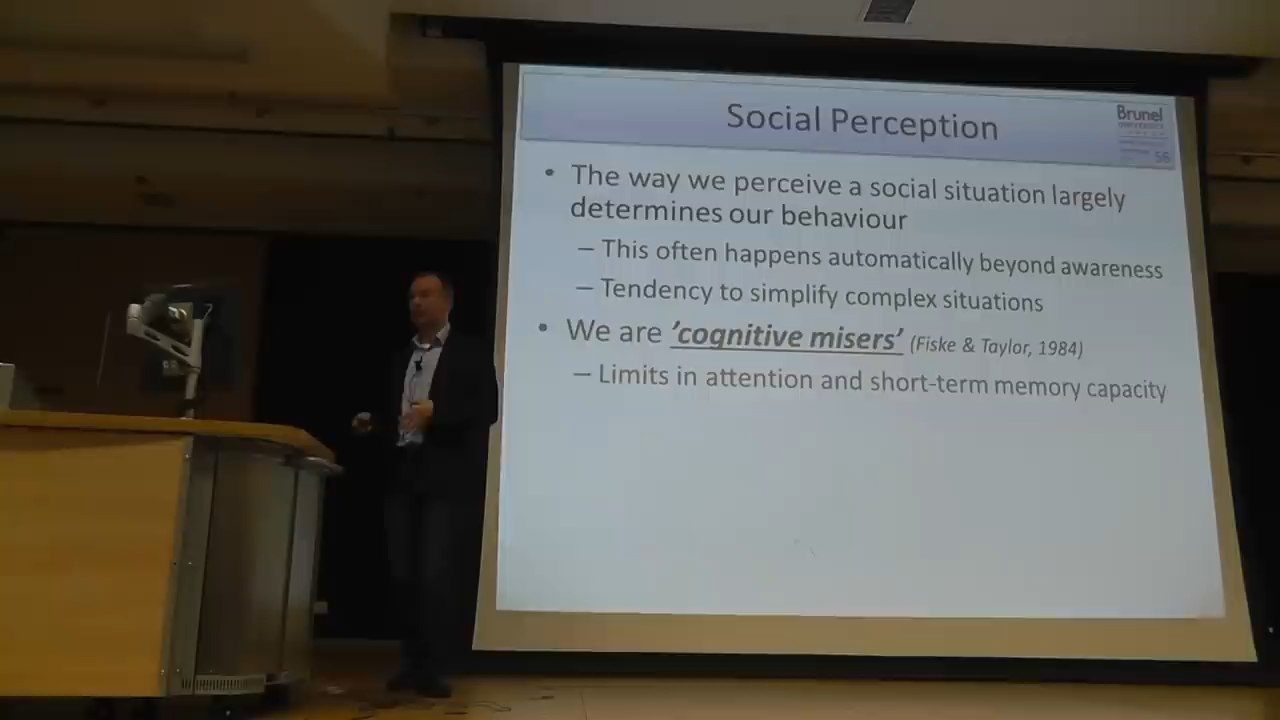 Social Perception
Brunel
UNIVERSITY
56
• The way we perceive a social situation largely
determines our behaviour
– This often happens automatically beyond awareness
– Tendency to simplify complex situations
• We are ’cognitive misers’ (Fiske & Taylor, 1984)
– Limits in attention and short-term memory capacity